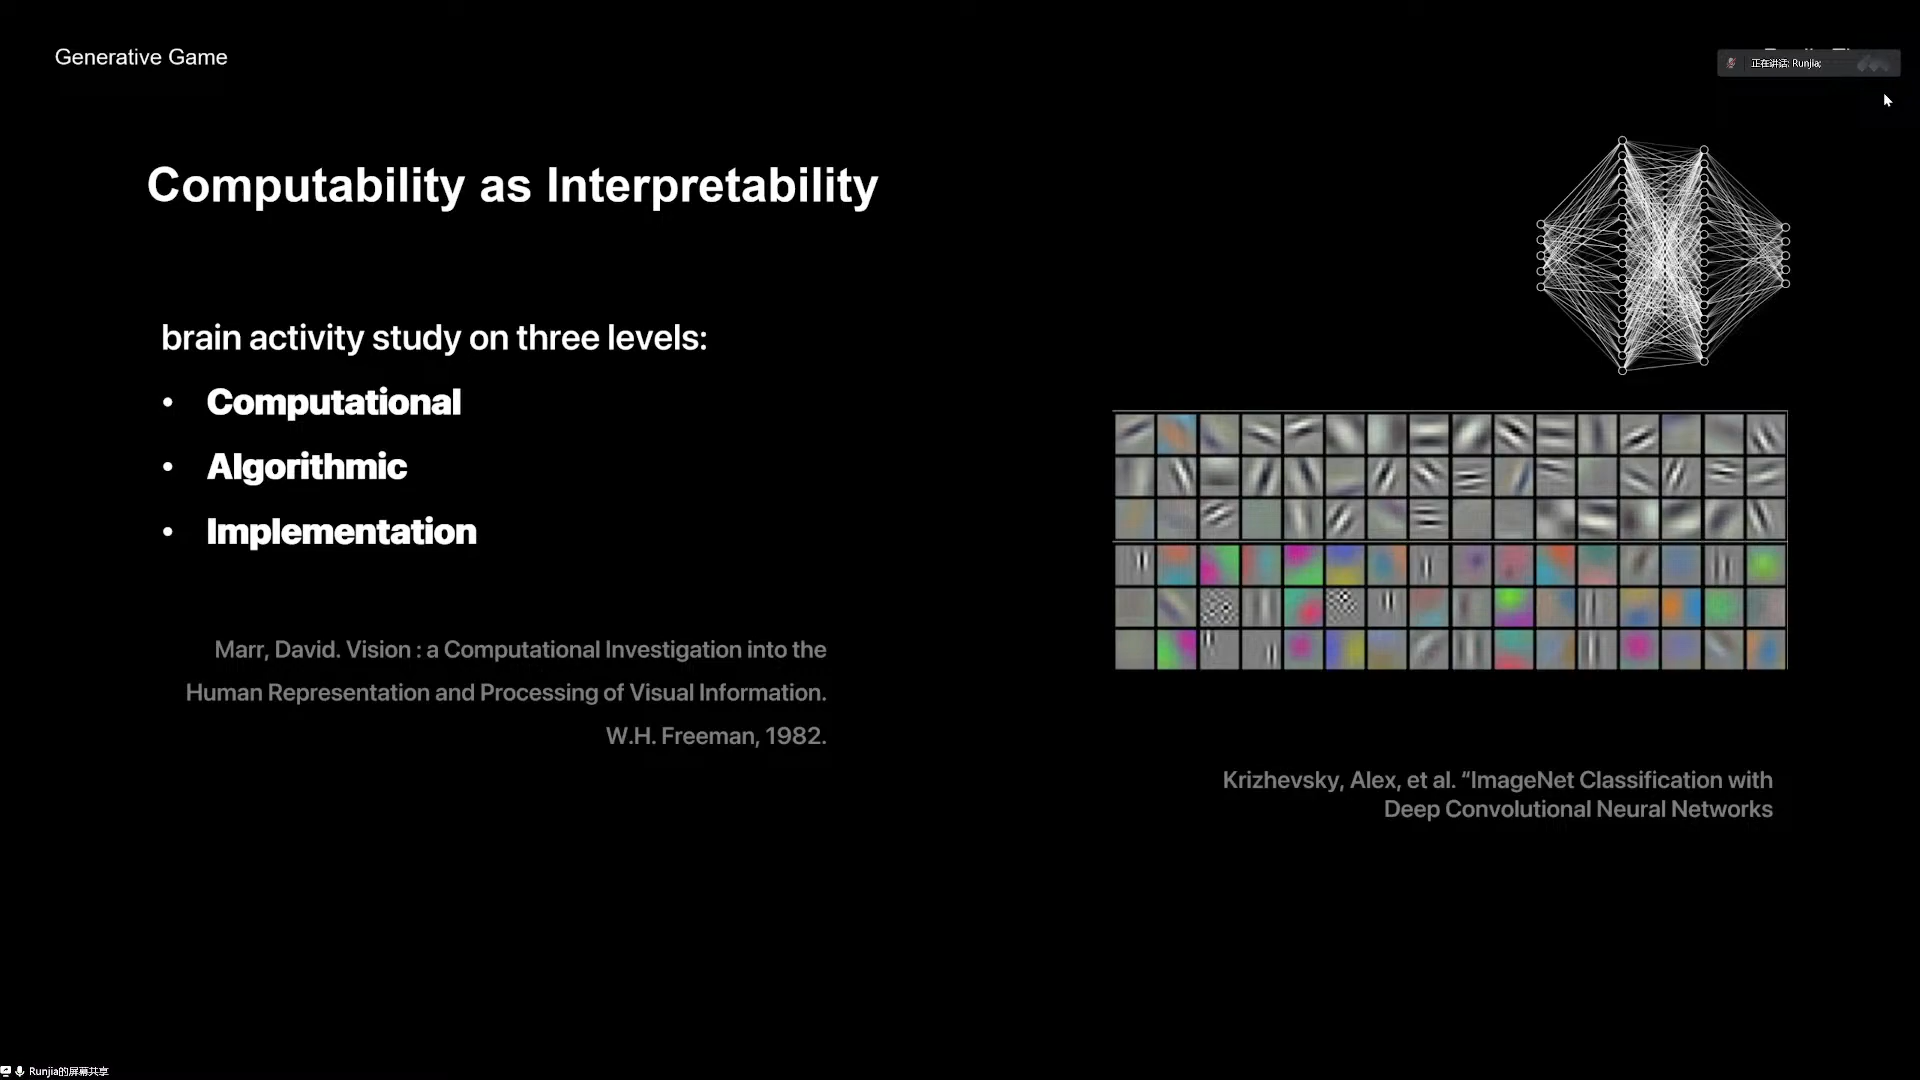 Generative Game
正在讲话: Runjia;
Computability as Interpretability
brain activity study on three levels:
• Computational
• Algorithmic
• Implementation
Marr, David. Vision : a Computational Investigation into the
Human Representation and Processing of Visual Information.
W.H. Freeman, 1982.
Krizhevsky, Alex, et al. “ImageNet Classification with
Deep Convolutional Neural Networks
Runjia的屏幕共享